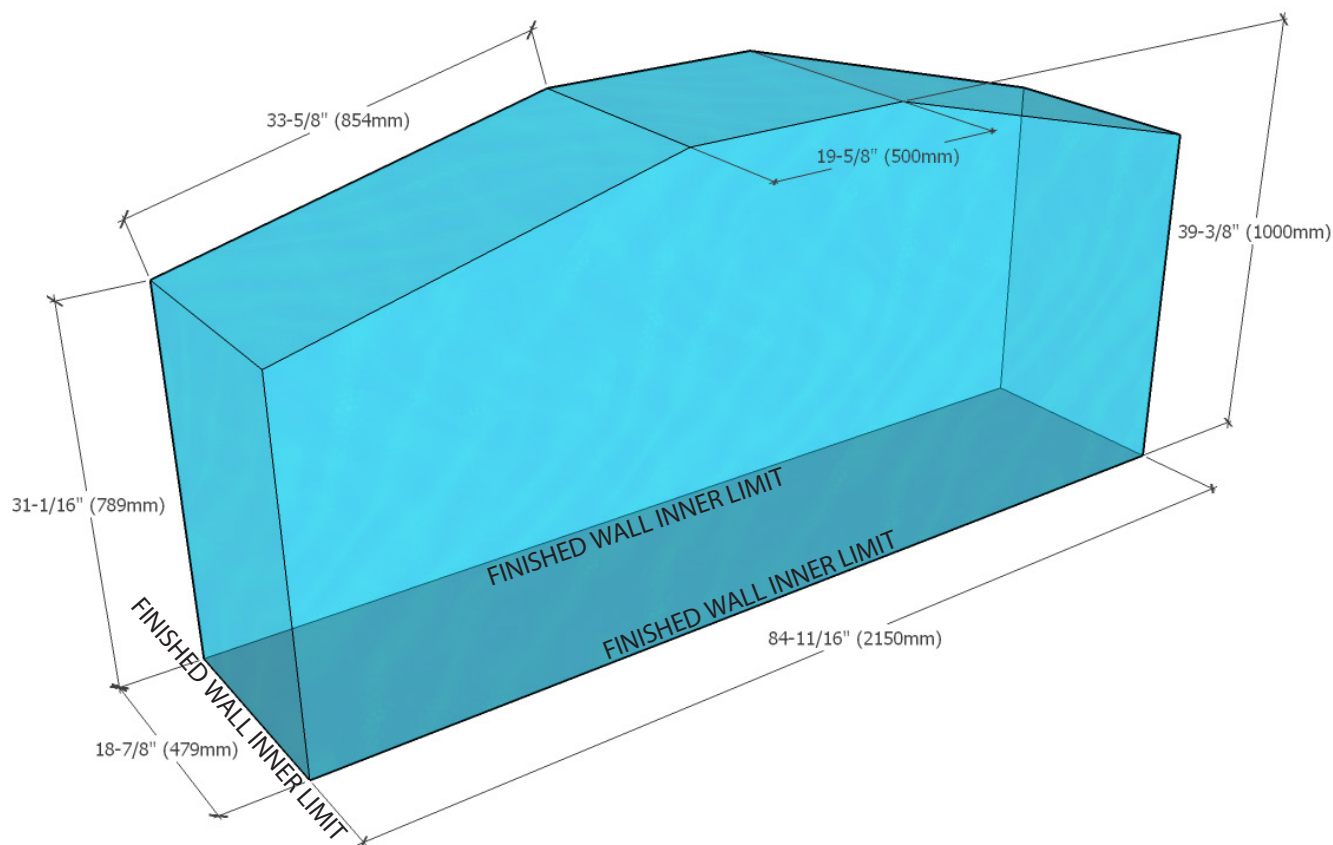 33-5/8" (854mm)
19-5/8" (500mm)
39-3/8" (1000mm)
31-1/16" (789mm)
FINISHED WALL INNER LIMIT
FINISHED WALL INNER LIMIT
84-11/16" (2150mm)
FINISHED WALL INNER LIMIT
18-7/8" (479mm)